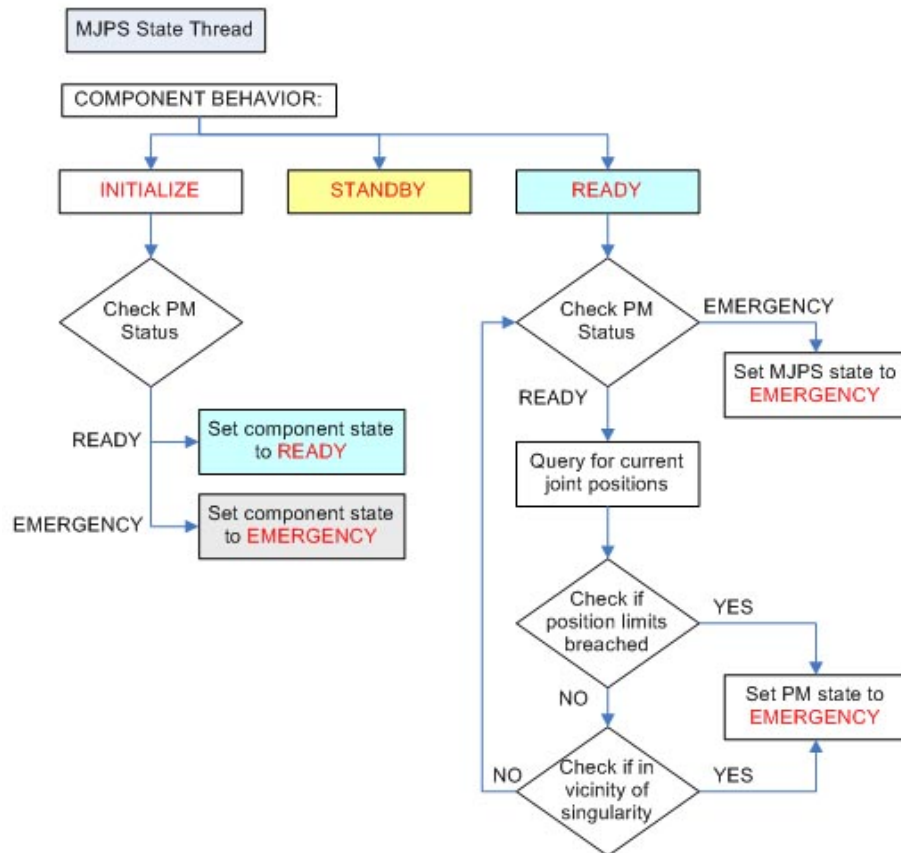 MJPS State Thread
COMPONENT BEHAVIOR:
INITIALIZE
STANDBY
READY
Check PM
Status
READY
Set component state
to READY
EMERGENCY
Set component state
to EMERGENCY
Check PM
Status
EMERGENCY
Set MJPS state to
EMERGENCY
READY
Query for current
joint positions
Check if
position limits
breached
YES
Set PM state to
EMERGENCY
NO
Check if in
vicinity of
singularity
YES
NO